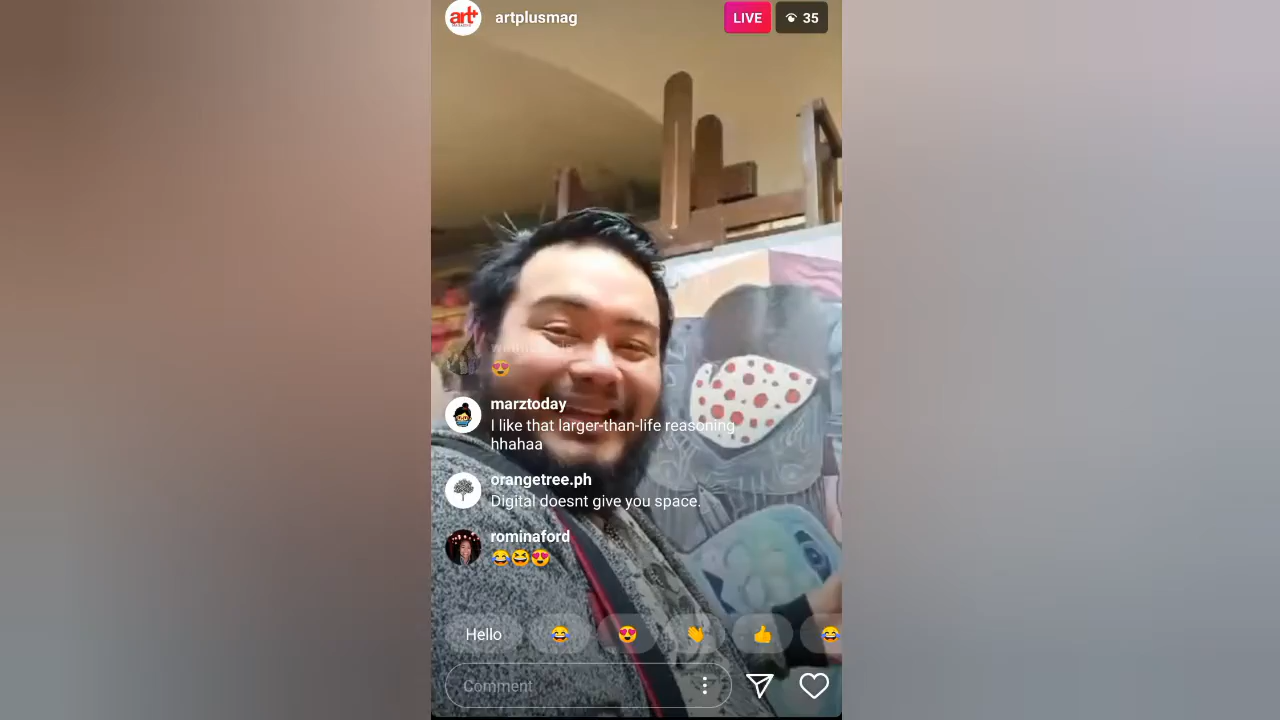 art+
artplusmag
LIVE
35
marztoday
I like that larger-than-life reasoning
hhahaa
orangetree.ph
Digital doesnt give you space.
rominaford
Hello
Comment